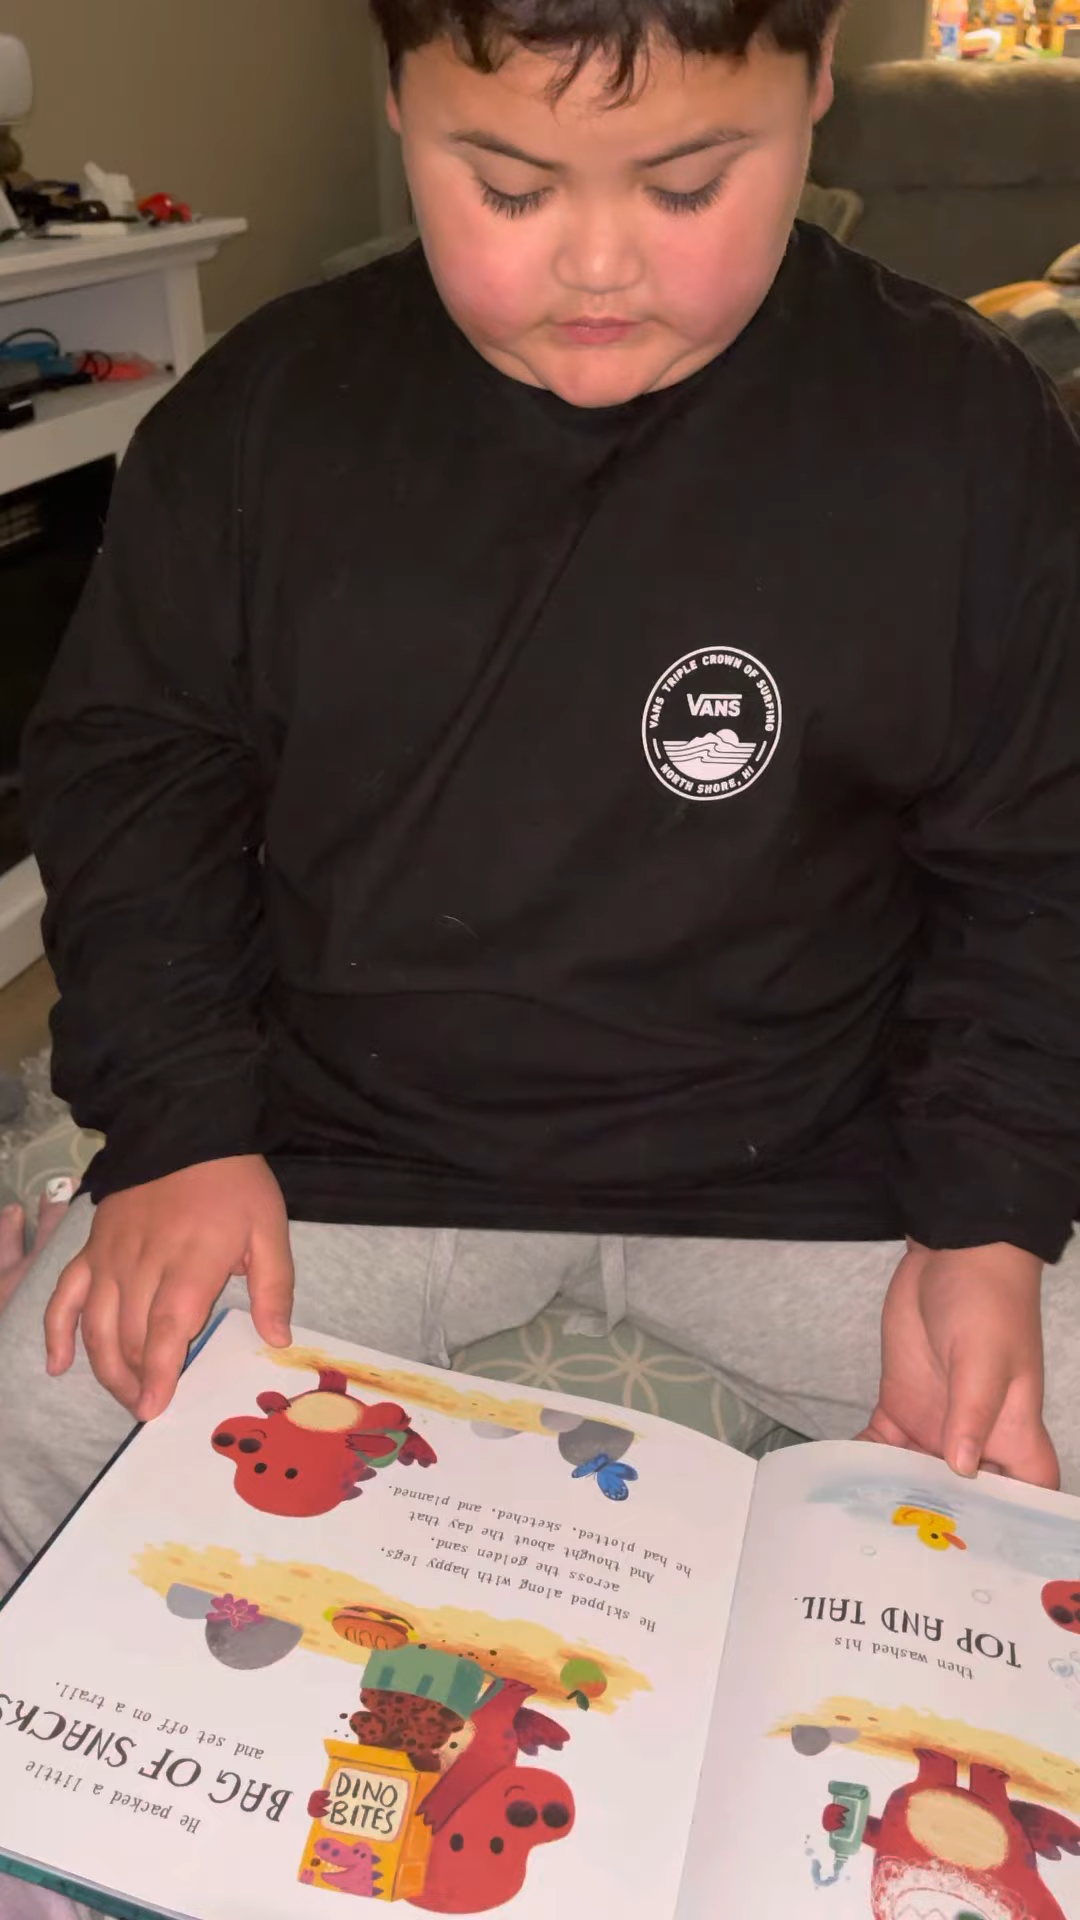 VANS TRIPLE CROWN OF SURFING
VANS
NORTH SHORE, HI
then washed his
TOP AND TAIL.
He packed a little
BAG OF SNACKS
and set off on a trail.
DINO
BITES
He skipped along with happy legs,
across the golden sand.
And thought about the day that
he had plotted, sketched, and planned.